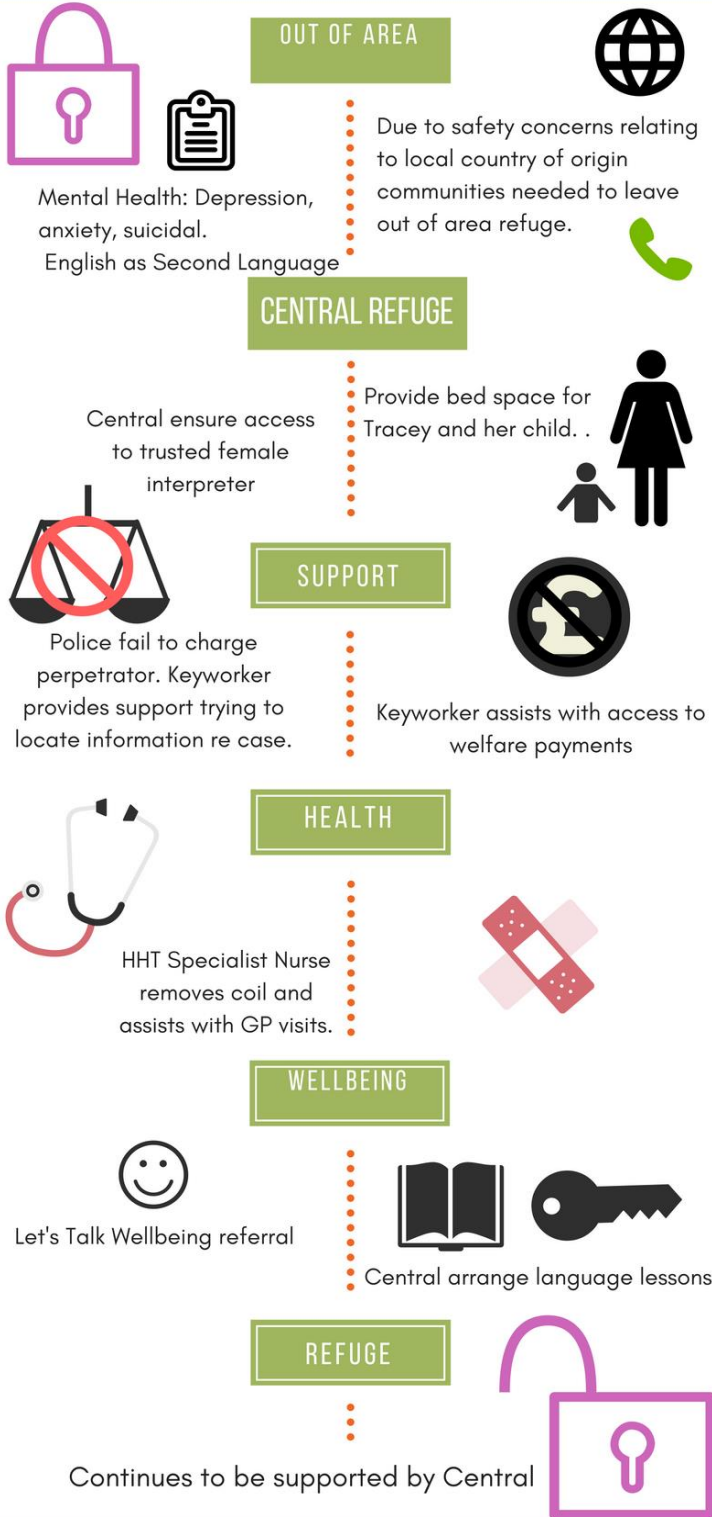 OUT OF AREA
Due to safety concerns relating
to local country of origin
communities needed to leave
out of area refuge.
Mental Health: Depression,
anxiety, suicidal.
English as Second Language
CENTRAL REFUGE
Provide bed space for
Tracey and her child. .
Central ensure access
to trusted female
interpreter
SUPPORT
Police fail to charge
perpetrator. Keyworker
provides support trying to
locate information re case.
Keyworker assists with access to
welfare payments
HEALTH
HHT Specialist Nurse
removes coil and
assists with GP visits.
WELLBEING
Let's Talk Wellbeing referral
Central arrange language lessons
REFUGE
Continues to be supported by Central